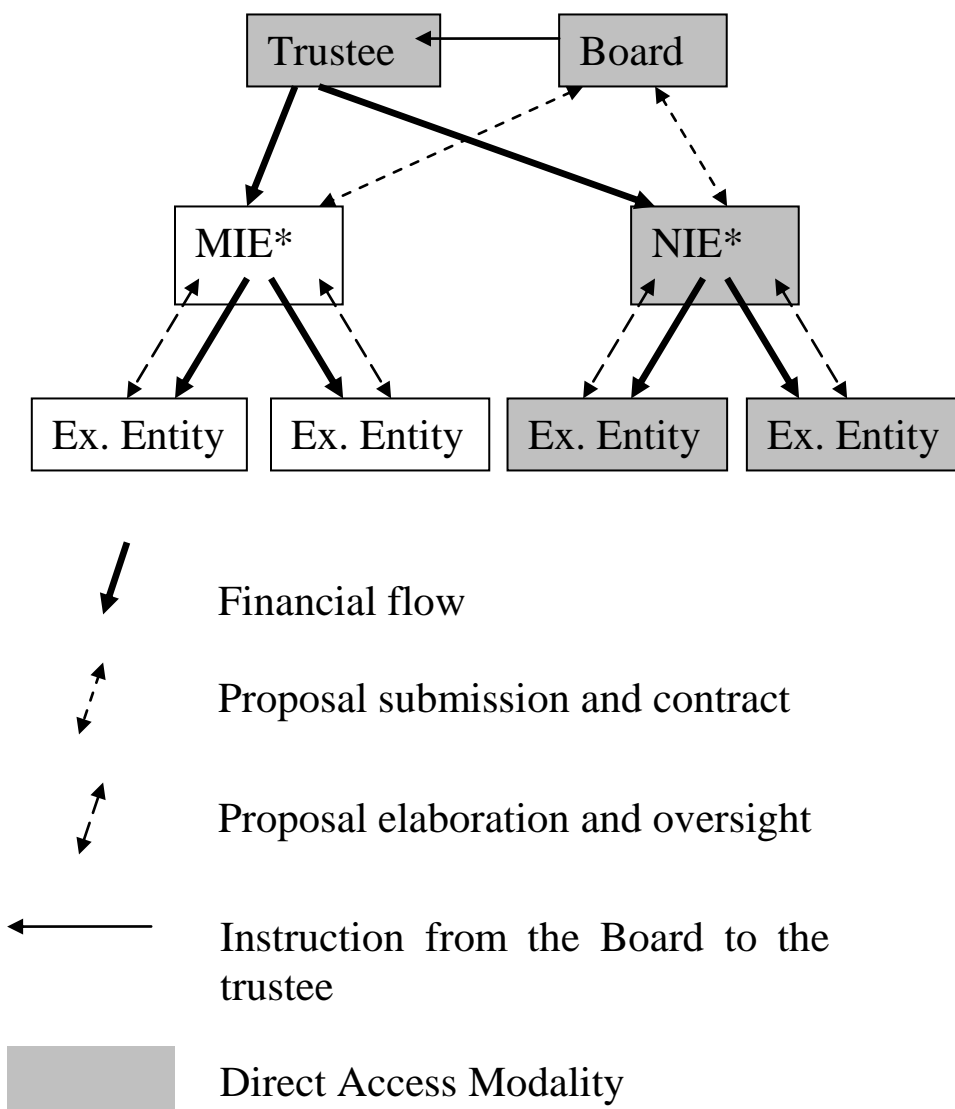 Trustee
Board
MIE*
NIE*
Ex. Entity
Ex. Entity
Ex. Entity
Ex. Entity
Financial flow
Proposal submission and contract
Proposal elaboration and oversight
Instruction from the Board to the
trustee
Direct Access Modality